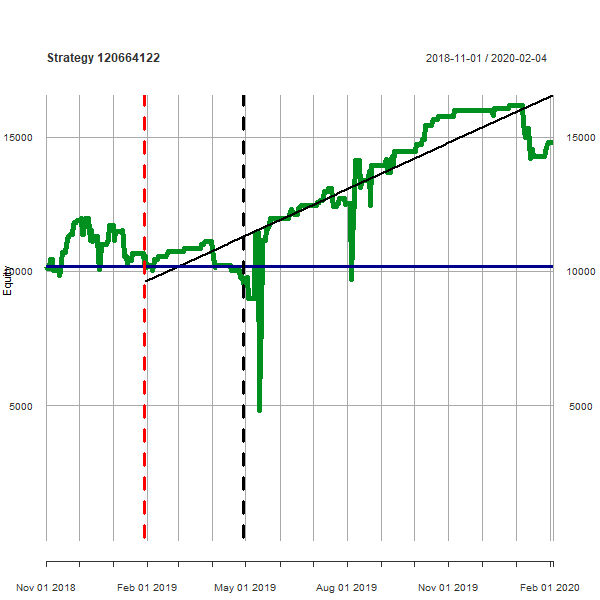 Strategy 120664122
2018-11-01 / 2020-02-04
15000
15000
10000
10000
Equity
5000
5000
Nov 01 2018
Feb 01 2019
May 01 2019
Aug 01 2019
Nov 01 2019
Feb 01 2020